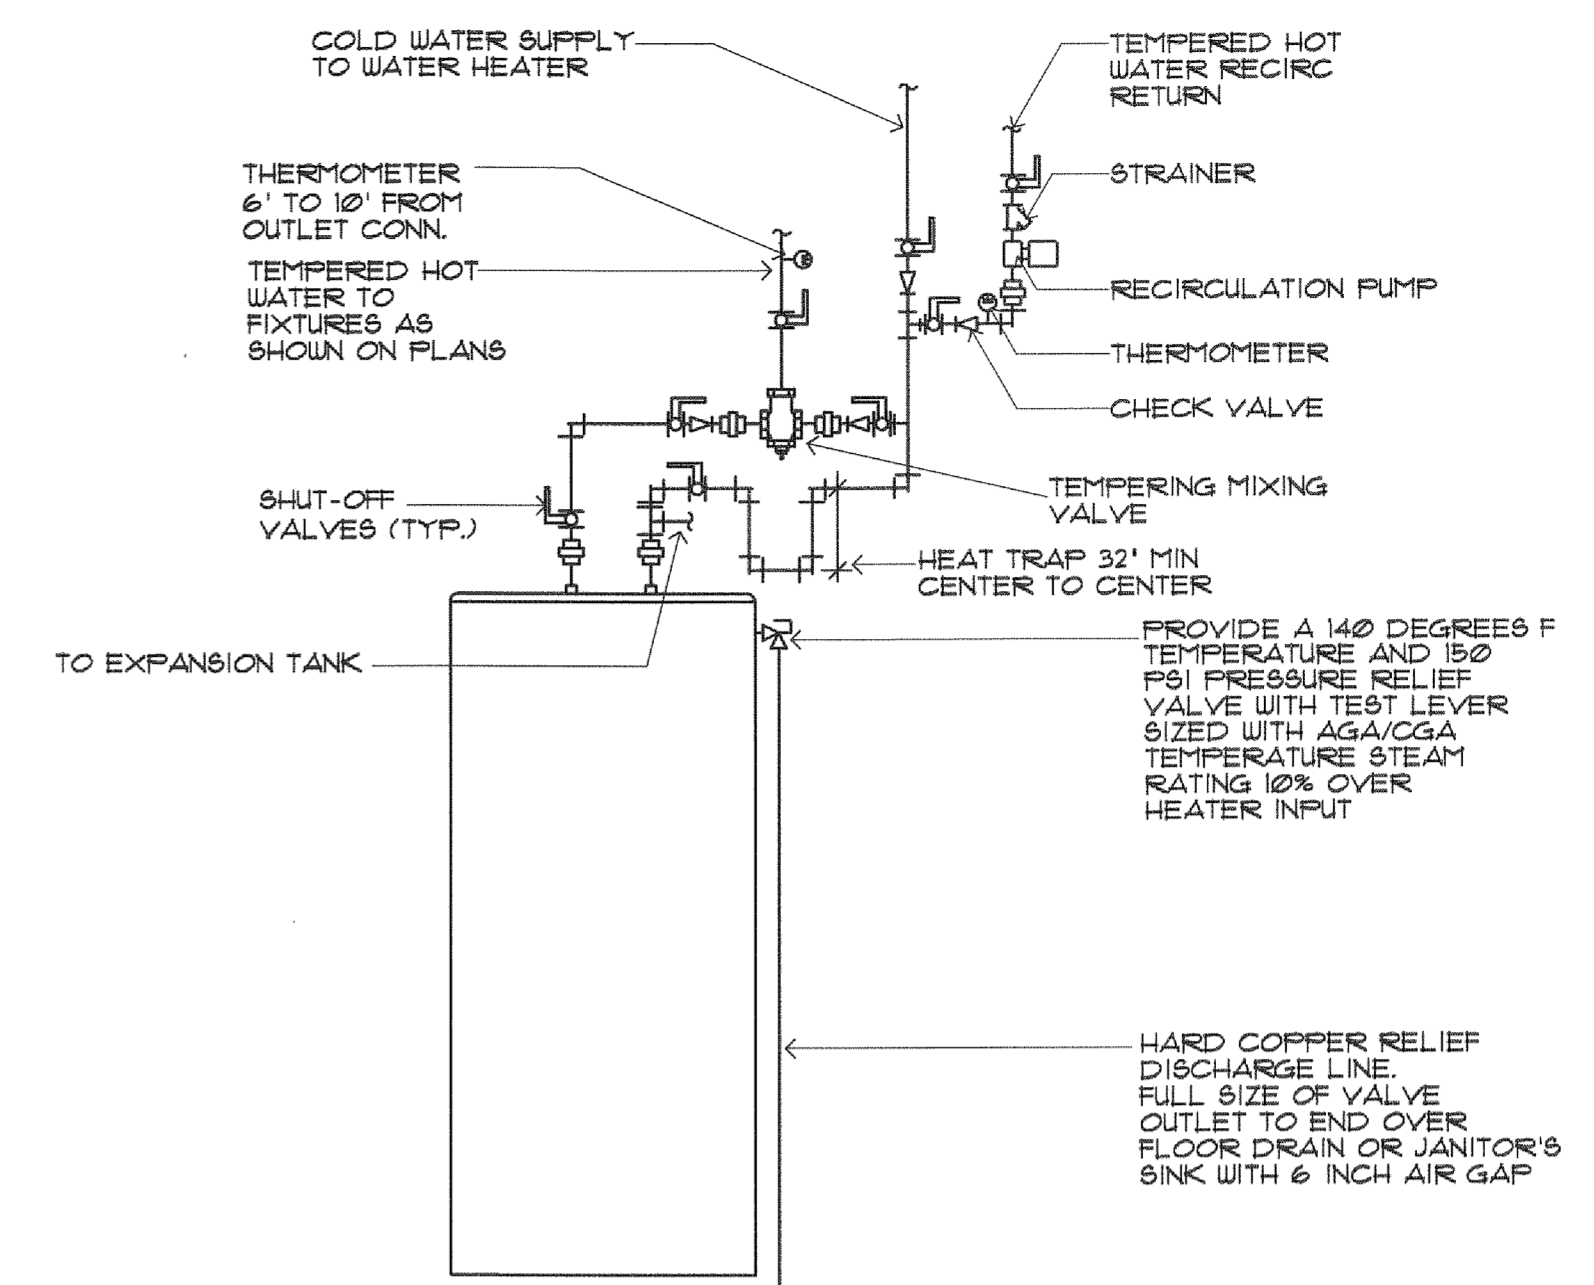 COLD WATER SUPPLY
TO WATER HEATER
TEMPERED HOT
WATER RECIRC
RETURN
THERMOMETER
6' TO 10' FROM
OUTLET CONN.
STRAINER
TEMPERED HOT
WATER TO
FIXTURES AS
SHOWN ON PLANS
RECIRCULATION PUMP
THERMOMETER
CHECK VALVE
SHUT-OFF
VALVES (TYP.)
TEMPERING MIXING
VALVE
HEAT TRAP 32' MIN
CENTER TO CENTER
TO EXPANSION TANK
PROVIDE A 140 DEGREES F
TEMPERATURE AND 150
PSI PRESSURE RELIEF
VALVE WITH TEST LEVER
SIZED WITH AGA/CGA
TEMPERATURE STEAM
RATING 10% OVER
HEATER INPUT
HARD COPPER RELIEF
DISCHARGE LINE.
FULL SIZE OF VALVE
OUTLET TO END OVER
FLOOR DRAIN OR JANITOR'S
SINK WITH 6 INCH AIR GAP